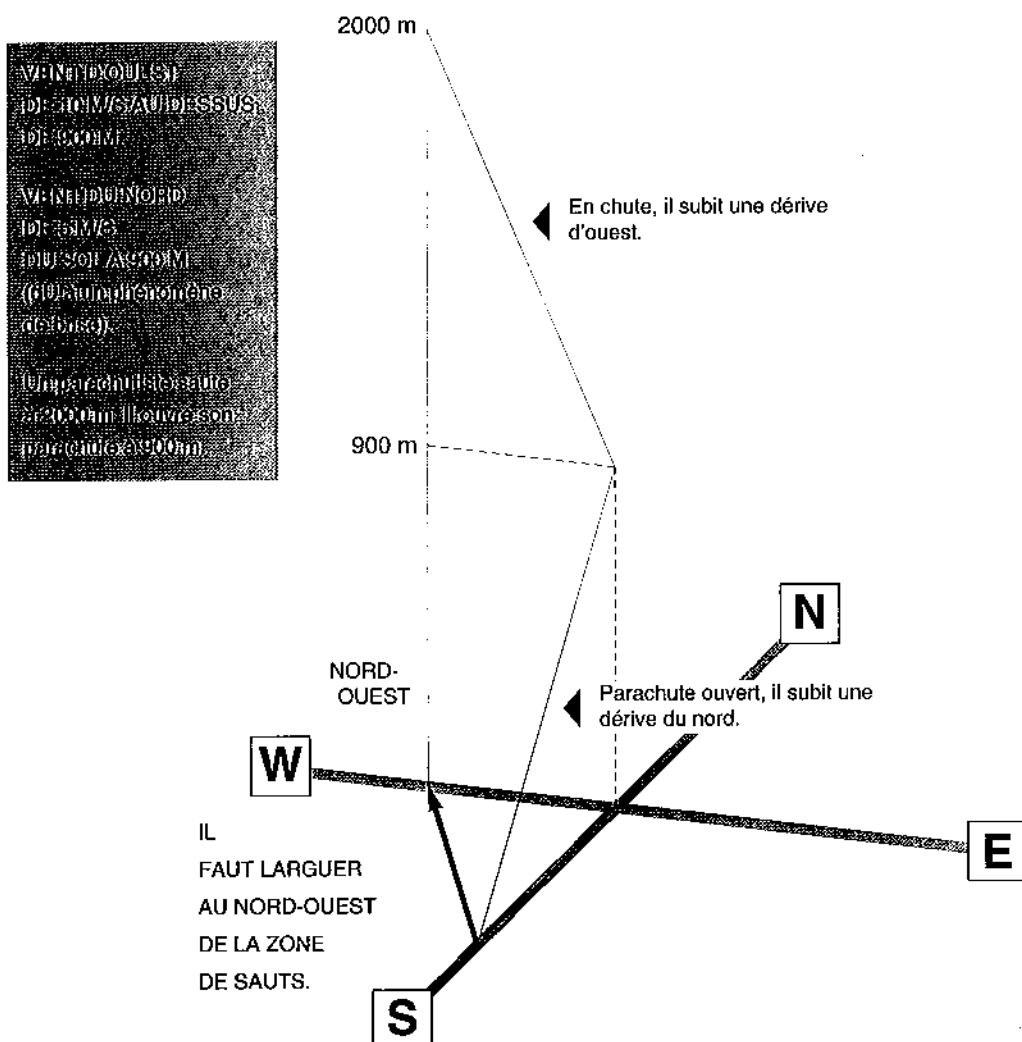 2000 m
VENT D'OUEST
DE 10 M/S AU DESSUS
DE 900 M.
VENT DU NORD
DE 5 M/S
DU SOL A 900 M
(dû à un phénomène
de brise).
Un parachutiste saute
à 2000 m. Il ouvre son
parachute à 900 m.
En chute, il subit une dérive
d'ouest.
900 m
N
NORD-
OUEST
Parachute ouvert, il subit une
dérive du nord.
W
E
IL
FAUT LARGUER
AU NORD-OUEST
DE LA ZONE
DE SAUTS.
S